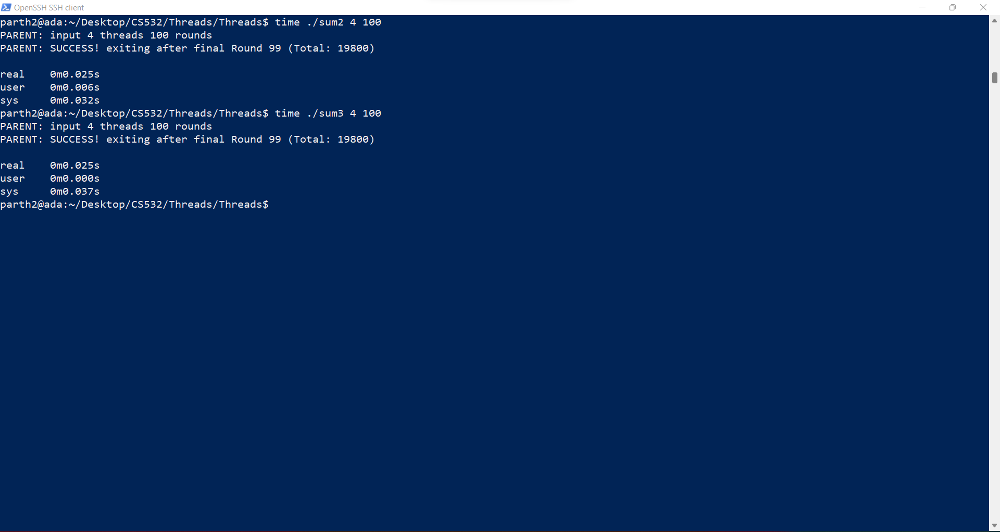 OpenSSH SSH client
parth2@ada:~/Desktop/CS532/Threads/Threads$ time ./sum2 4 100
PARENT: input 4 threads 100 rounds
PARENT: SUCCESS! exiting after final Round 99 (Total: 19800)
real    0m0.025s
user    0m0.006s
sys     0m0.032s
parth2@ada:~/Desktop/CS532/Threads/Threads$ time ./sum3 4 100
PARENT: input 4 threads 100 rounds
PARENT: SUCCESS! exiting after final Round 99 (Total: 19800)
real    0m0.025s
user    0m0.000s
sys     0m0.037s
parth2@ada:~/Desktop/CS532/Threads/Threads$